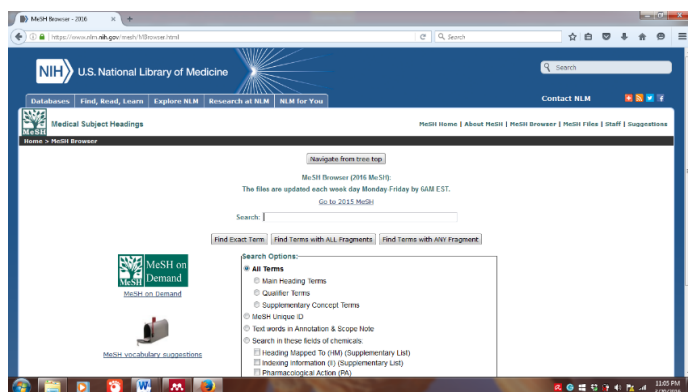 MeSH Browser - 2016
https://www.nlm.nih.gov/mesh/MBrowser.html
Search
NIH U.S. National Library of Medicine
Search
Databases Find, Read, Learn Explore NLM Research at NLM NLM for You
Contact NLM
MeSH
Medical Subject Headings
MeSH Home | About MeSH | MeSH Browser | MeSH Files | Staff | Suggestions
Home > MeSH Browser
Navigate from tree top
MeSH Browser (2016 MeSH):
The files are updated each week day Monday-Friday by 6AM EST.
Go to 2015 MeSH
Search:
Find Exact Term Find Terms with ALL Fragments Find Terms with ANY Fragment
Search Options:
All Terms
Main Heading Terms
Qualifier Terms
Supplementary Concept Terms
MeSH Unique ID
Text words in Annotation & Scope Note
Search in these fields of chemicals:
Heading Mapped To (HM) (Supplementary List)
Indexing Information (II) (Supplementary List)
Pharmacological Action (PA)
MeSH
MeSH on Demand
MeSH on Demand
MeSH vocabulary suggestions
11:05 PM